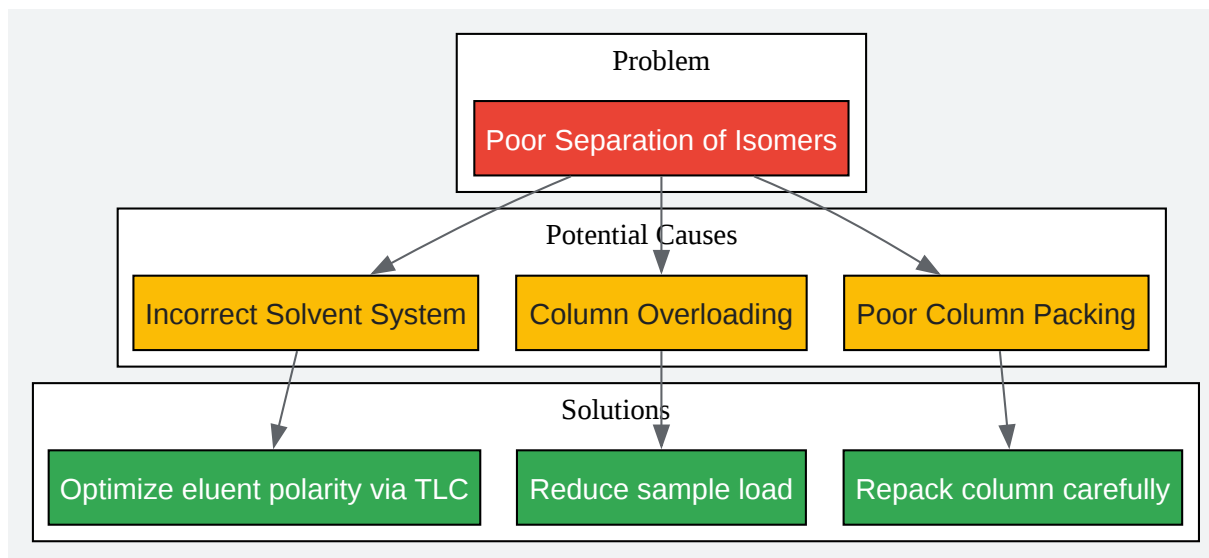 Problem
Poor Separation of Isomers
Potential Causes
Incorrect Solvent System
Column Overloading
Poor Column Packing
Solutions
Optimize eluent polarity via TLC
Reduce sample load
Repack column carefully